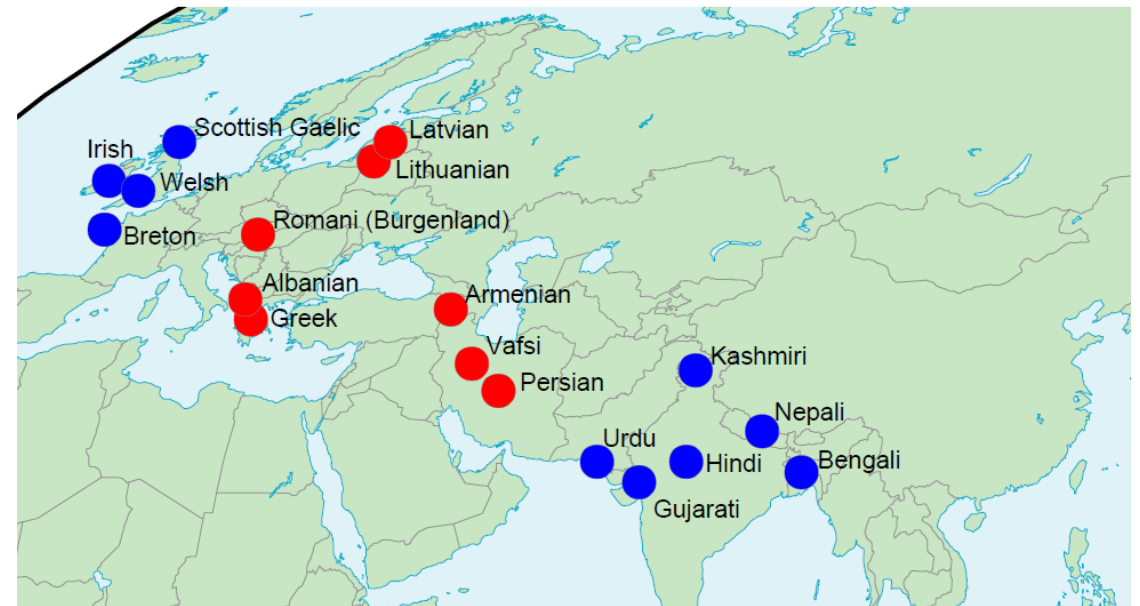 Scottish Gaelic
Latvian
Irish
Lithuanian
Welsh
Romani (Burgenland)
Breton
Albanian
Armenian
Greek
Vafsi
Kashmiri
Persian
Nepali
Urdu
Bengali
Hindi
Gujarati